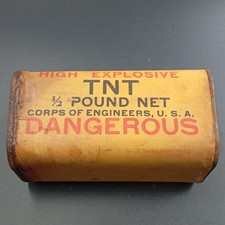 HIGH EXPLOSIVE
TNT
½ POUND NET
CORPS OF ENGINEERS, U. S. A.
DANGEROUS